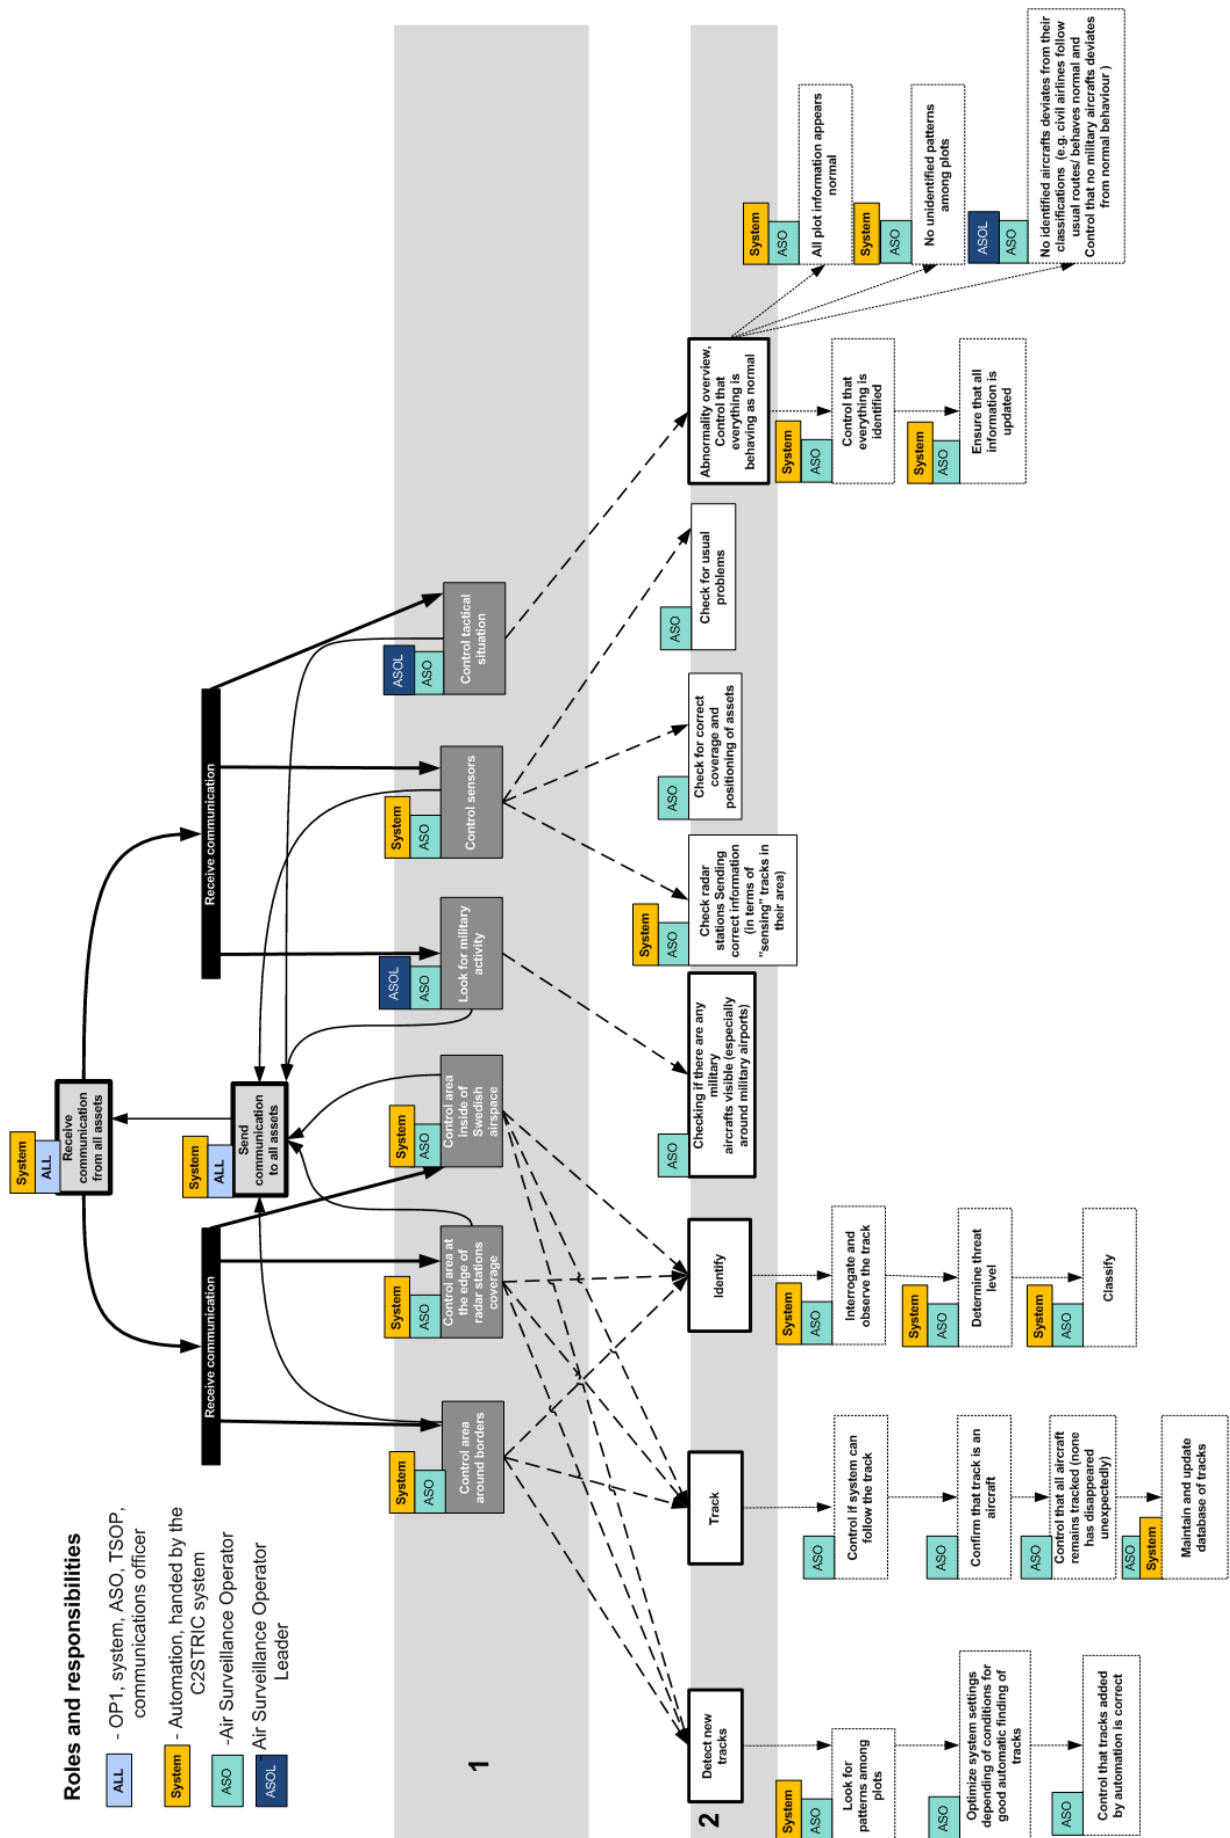 Roles and responsibilities
ALL
- OP1, system, ASO, TSOP,
communications officer
System
- Automation, handed by the
C2STRIC system
ASO
-Air Surveillance Operator
ASOL
-Air Surveillance Operator
Leader
System
ALL
Receive
communication
from all assets
System
ALL
Send
communication
to all assets
Receive communication
Receive communication
1
System
ASO
Control area
around borders
System
ASO
Control area at
the edge of
radar stations
coverage
System
ASO
Control area
Inside of
Swedish
airspace
ASOL
ASO
Look for military
activity
System
ASO
Control sensors
ASOL
ASO
Control tactical
situation
2
Detect new
tracks
Track
Identify
ASO
Checking if there are any
military
aircrafts visible (especially
around military airports)
System
ASO
Check radar
stations Sending
correct information
(in terms of
"sensing" tracks in
their area)
ASO
Check for correct
coverage and
positioning of assets
ASO
Check for usual
problems
Abnormality overview,
Control that
everything is
behaving as normal
System
ASO
Look for
patterns among
plots
ASO
Optimize system settings
depending of conditions for
good automatic finding of
tracks
ASO
Control that tracks added
by automation is correct
ASO
Control if system can
follow the track
ASO
Confirm that track is an
aircraft
ASO
Control that all aircraft
remains tracked (none
has disappeared
unexpectedly)
ASO
System
Maintain and update
database of tracks
System
ASO
Interrogate and
observe the track
System
ASO
Determine threat
level
System
ASO
Classify
System
ASO
Control that
everything is
identified
System
ASO
Ensure that all
information is
updated
System
ASO
All plot information appears
normal
System
ASO
No unidentified patterns
among plots
ASOL
ASO
No identified aircrafts deviates from their
classifications (e.g. civil airlines follow
usual routes/ behaves normal and
Control that no military aircrafts deviates
from normal behaviour )